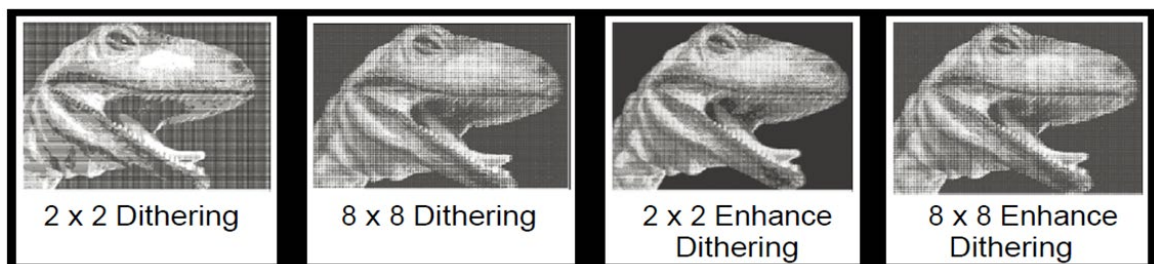 2 x 2 Dithering
8 x 8 Dithering
2 x 2 Enhance
Dithering
8 x 8 Enhance
Dithering